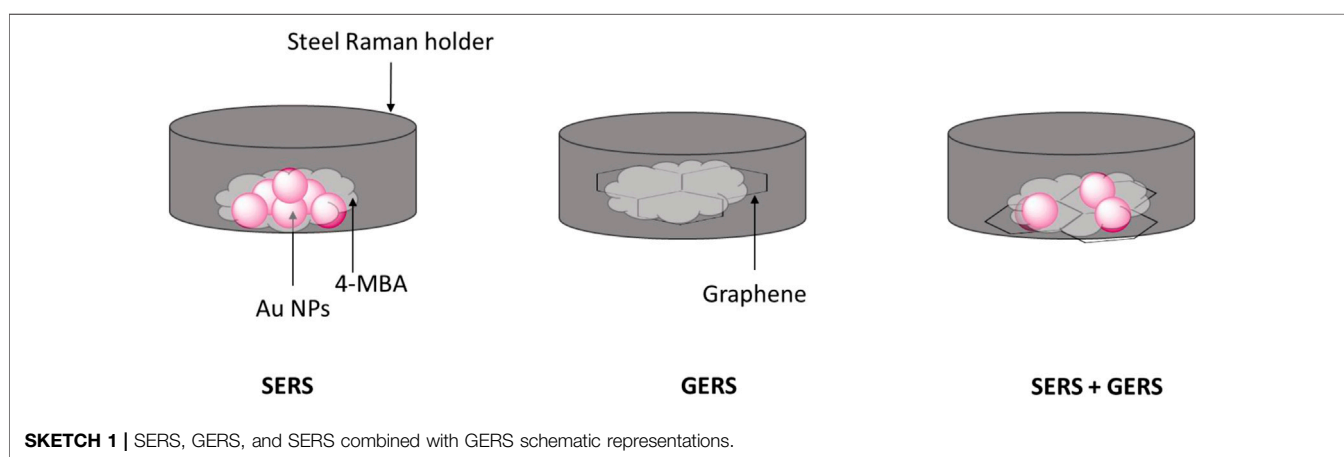 Steel Raman holder
4-MBA
Au NPs
Graphene
SERS
GERS
SERS + GERS
SKETCH 1 | SERS, GERS, and SERS combined with GERS schematic representations.